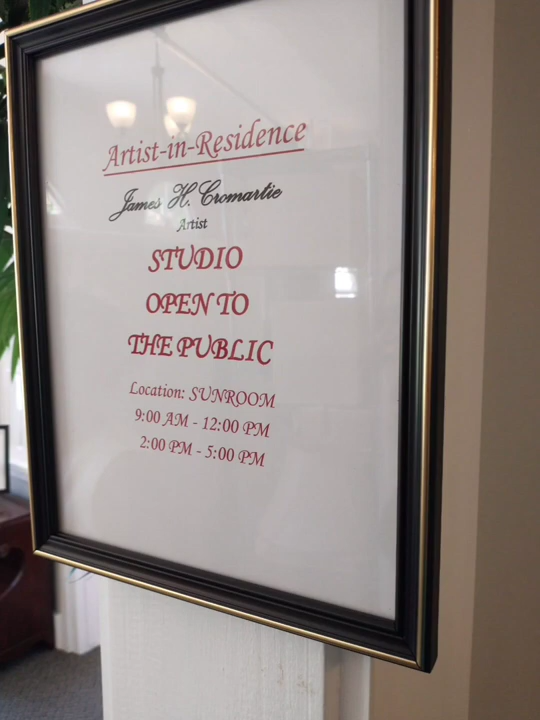 Artist-in-Residence
James H. Cromartie
Artist
STUDIO
OPEN TO
THE PUBLIC
Location: SUNROOM
9:00 AM - 12:00 PM
2:00 PM - 5:00 PM